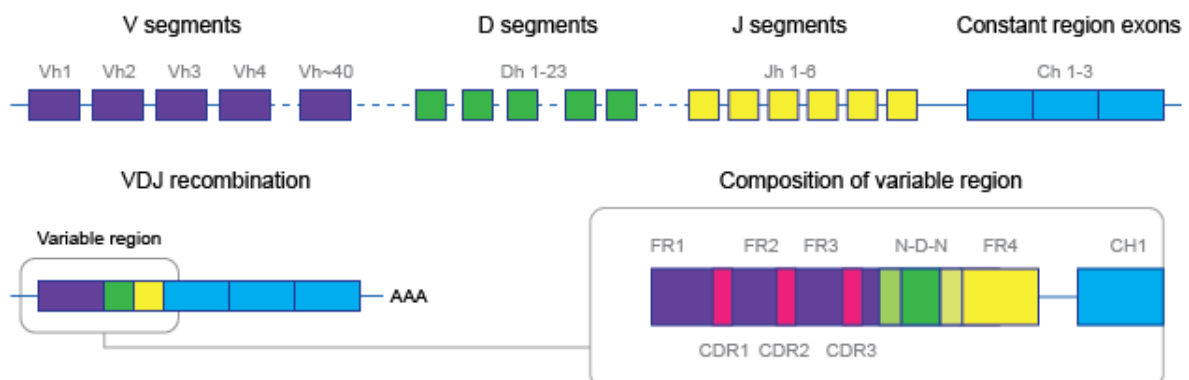 V segments D segments J segments Constant region exons
Vh1 Vh2 Vh3 Vh4 Vh~40 Dh 1-23 Jh 1-6 Ch 1-3
VDJ recombination Composition of variable region
Variable region
FR1 FR2 FR3 N-D-N FR4 CH1
AAA
CDR1 CDR2 CDR3